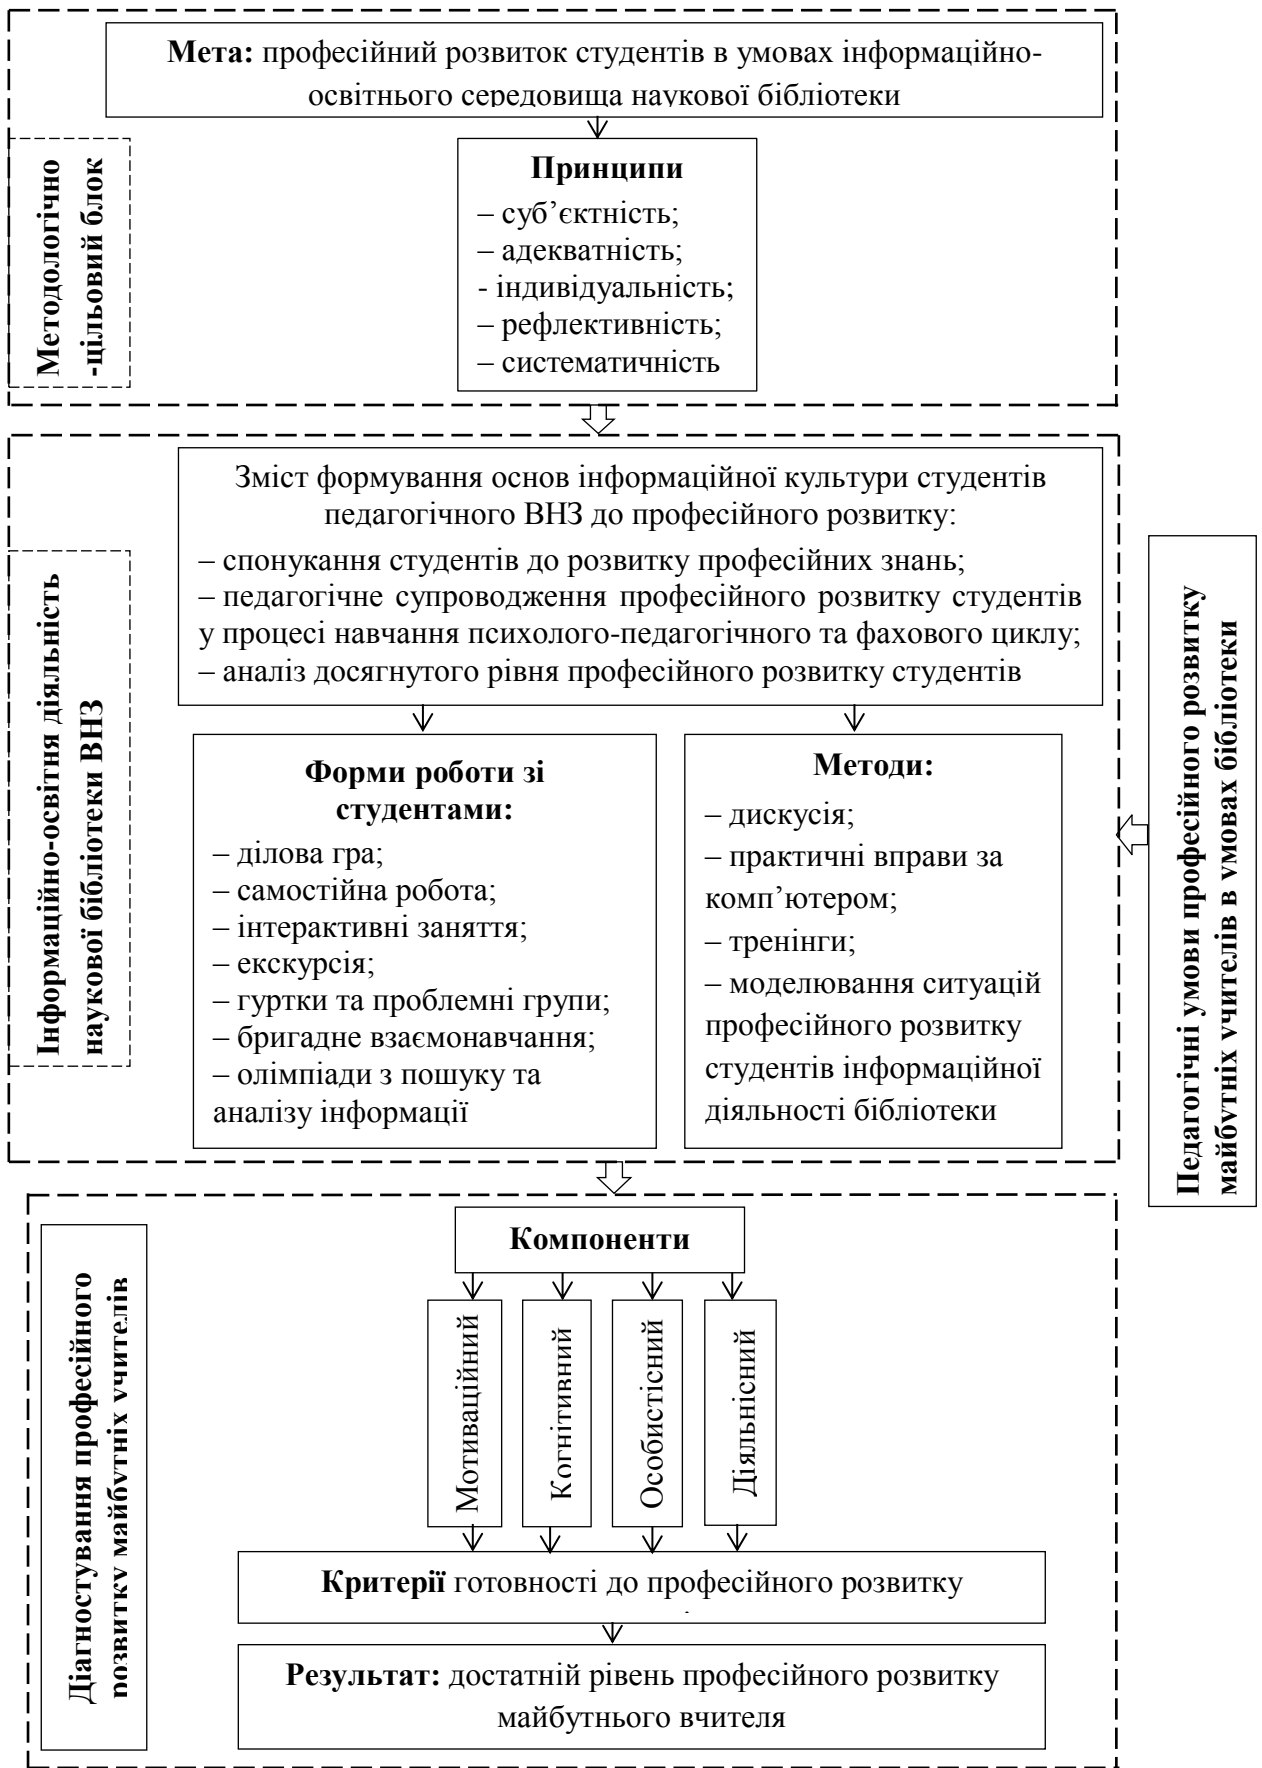 Мета: професійний розвиток студентів в умовах інформаційно-
освітнього середовища наукової бібліотеки
Методологічно
-цільовий блок
Принципи
– суб’єктність;
– адекватність;
- індивідуальність;
– рефлективність;
– систематичність
Інформаційно-освітня діяльність
наукової бібліотеки ВНЗ
Зміст формування основ інформаційної культури студентів
педагогічного ВНЗ до професійного розвитку:
– спонукання студентів до розвитку професійних знань;
– педагогічне супроводження професійного розвитку студентів
у процесі навчання психолого-педагогічного та фахового циклу;
– аналіз досягнутого рівня професійного розвитку студентів
Форми роботи зі
студентами:
– ділова гра;
– самостійна робота;
– інтерактивні заняття;
– екскурсія;
– гуртки та проблемні групи;
– бригадне взаємонавчання;
– олімпіади з пошуку та
аналізу інформації
Методи:
– дискусія;
– практичні вправи за
комп’ютером;
– тренінги;
– моделювання ситуацій
професійного розвитку
студентів інформаційної
діяльності бібліотеки
Педагогічні умови професійного розвитку
майбутніх учителів в умовах бібліотеки
Діагностування професійного
розвитку майбутніх учителів
Компоненти
Мотиваційний
Когнітивний
Особистісний
Діяльнісний
Критерії готовності до професійного розвитку
Результат: достатній рівень професійного розвитку
майбутнього вчителя